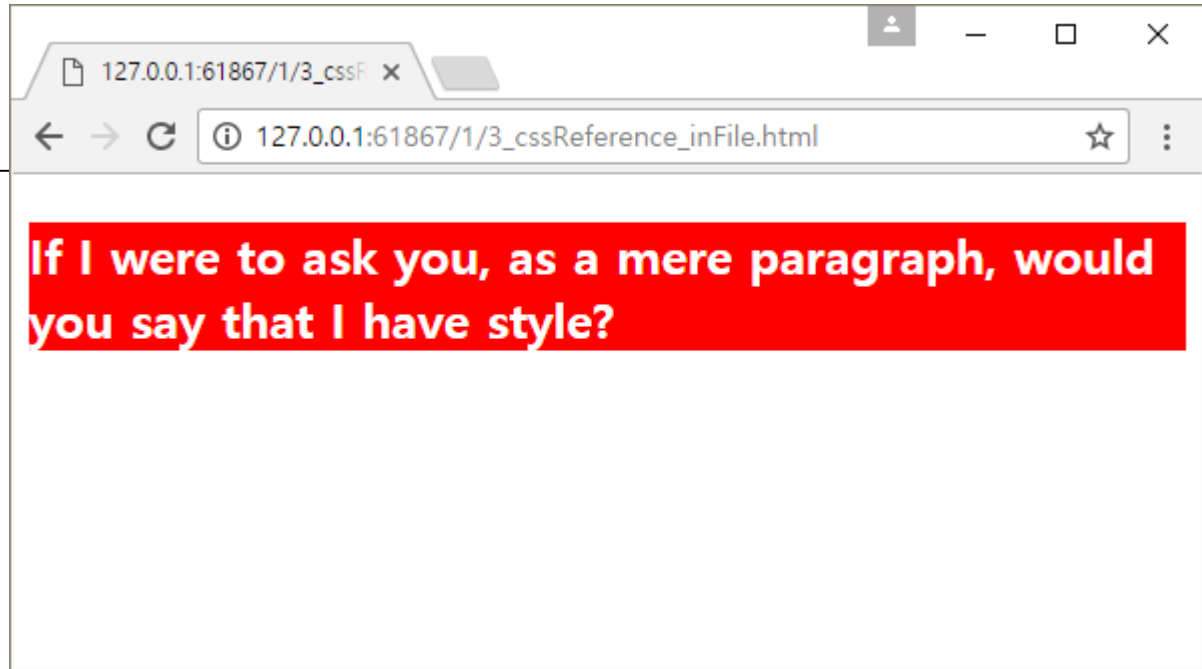 127.0.0.1:61867/1/3_cssR
127.0.0.1:61867/1/3_cssReference_inFile.html
If I were to ask you, as a mere paragraph, would
you say that I have style?